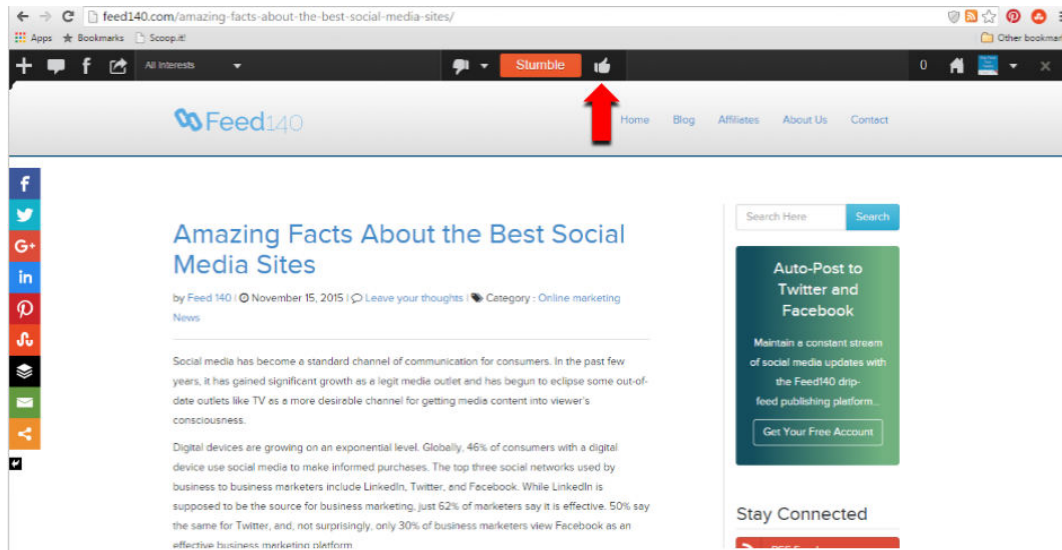 feed140.com/amazing-facts-about-the-best-social-media-sites/
Apps Bookmarks Scoop.it! Other bookmar
All Interests Stumble 0
Feed140
Home Blog Affiliates About Us Contact
Amazing Facts About the Best Social
Media Sites
by Feed 140 | November 15, 2015 | Leave your thoughts | Category : Online marketing
News
Social media has become a standard channel of communication for consumers. In the past few
years, it has gained significant growth as a legit media outlet and has begun to eclipse some out-of-
date outlets like TV as a more desirable channel for getting media content into viewer's
consciousness.
Digital devices are growing on an exponential level. Globally, 46% of consumers with a digital
device use social media to make informed purchases. The top three social networks used by
business to business marketers include LinkedIn, Twitter, and Facebook. While LinkedIn is
supposed to be the source for business marketing, just 62% of marketers say it is effective. 50% say
the same for Twitter, and, not surprisingly, only 30% of business marketers view Facebook as an
effective business marketing platform.
Search Here Search
Auto-Post to
Twitter and
Facebook
Maintain a constant stream
of social media updates with
the Feed140 drip-
feed publishing platform...
Get Your Free Account
Stay Connected